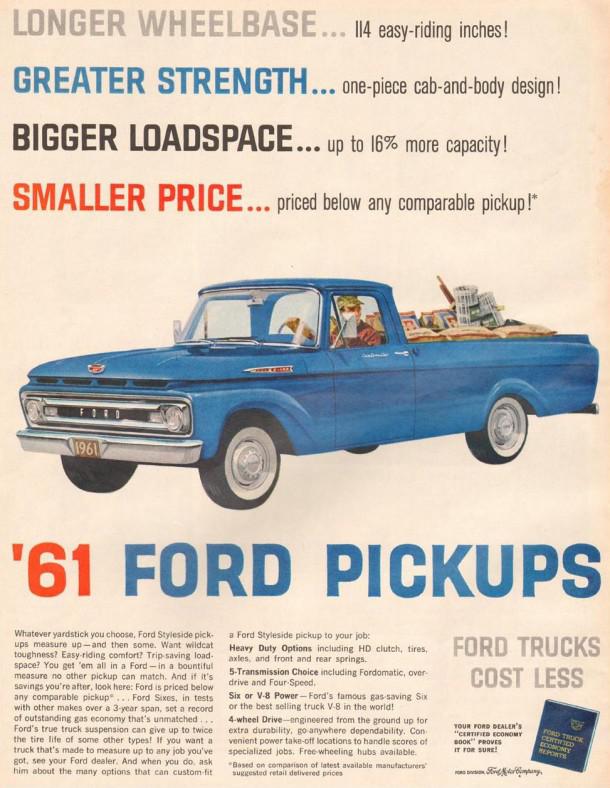 LONGER WHEELBASE... 114 easy-riding inches!
GREATER STRENGTH... one-piece cab-and-body design!
BIGGER LOADSPACE... up to 16% more capacity!
SMALLER PRICE... priced below any comparable pickup!*
FORD
1961
'61 FORD PICKUPS
Whatever yardstick you choose, Ford Styleside pick-
ups measure up—and then some. Want wildcat
toughness? Easy-riding comfort? Trip-saving load-
space? You get 'em all in a Ford—in a bountiful
measure no other pickup can match. And if it's
savings you're after, look here: Ford is priced below
any comparable pickup* . . . Ford Sixes, in tests
with other makes over a 3-year span, set a record
of outstanding gas economy that's unmatched . . .
Ford's true truck suspension can give up to twice
the tire life of some other types! If you want a
truck that's made to measure up to any job you've
got, see your Ford dealer. And when you do, ask
him about the many options that can custom-fit
a Ford Styleside pickup to your job:
Heavy Duty Options including HD clutch, tires,
axles, and front and rear springs.
5-Transmission Choice including Fordomatic, over-
drive and Four-Speed.
Six or V-8 Power—Ford's famous gas-saving Six
or the best selling truck V-8 in the world!
4-wheel Drive—engineered from the ground up for
extra durability, go-anywhere dependability. Con-
venient power take-off locations to handle scores of
specialized jobs. Free-wheeling hubs available.
*Based on comparison of latest available manufacturers'
suggested retail delivered prices
FORD TRUCKS
COST LESS
YOUR FORD DEALER'S
"CERTIFIED ECONOMY
BOOK" PROVES
IT FOR SURE!
FORD TRUCK
CERTIFIED
ECONOMY
REPORTS
FORD DIVISION, Ford Motor Company,